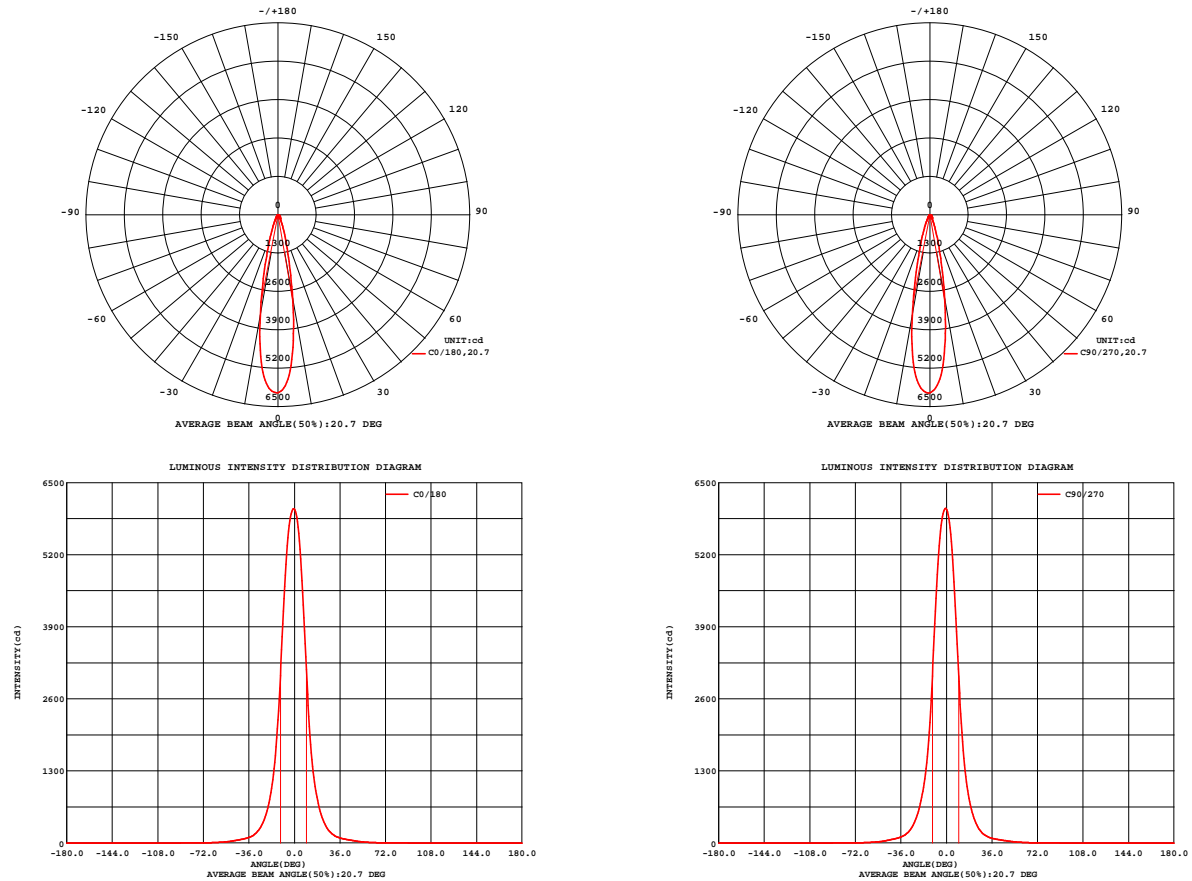 -/+180
-/+180
-150
150
-150
150
-120
120
-120
120
-90
0
90
-90
0
90
1300
1300
2600
2600
-60
3900
60
-60
3900
60
UNIT:cd
UNIT:cd
C0/180,20.7
C90/270,20.7
5200
5200
-30
30
-30
30
6500
6500
0
0
AVERAGE BEAM ANGLE(50%):20.7 DEG
AVERAGE BEAM ANGLE(50%):20.7 DEG
LUMINOUS INTENSITY DISTRIBUTION DIAGRAM
6500
C0/180
5200
3900
INTENSITY(cd)
2600
1300
0
-180.0 -144.0 -108.0 -72.0 -36.0 0.0 36.0 72.0 108.0 144.0 180.0
ANGLE(DEG)
AVERAGE BEAM ANGLE(50%):20.7 DEG
LUMINOUS INTENSITY DISTRIBUTION DIAGRAM
6500
C90/270
5200
3900
INTENSITY(cd)
2600
1300
0
-180.0 -144.0 -108.0 -72.0 -36.0 0.0 36.0 72.0 108.0 144.0 180.0
ANGLE(DEG)
AVERAGE BEAM ANGLE(50%):20.7 DEG